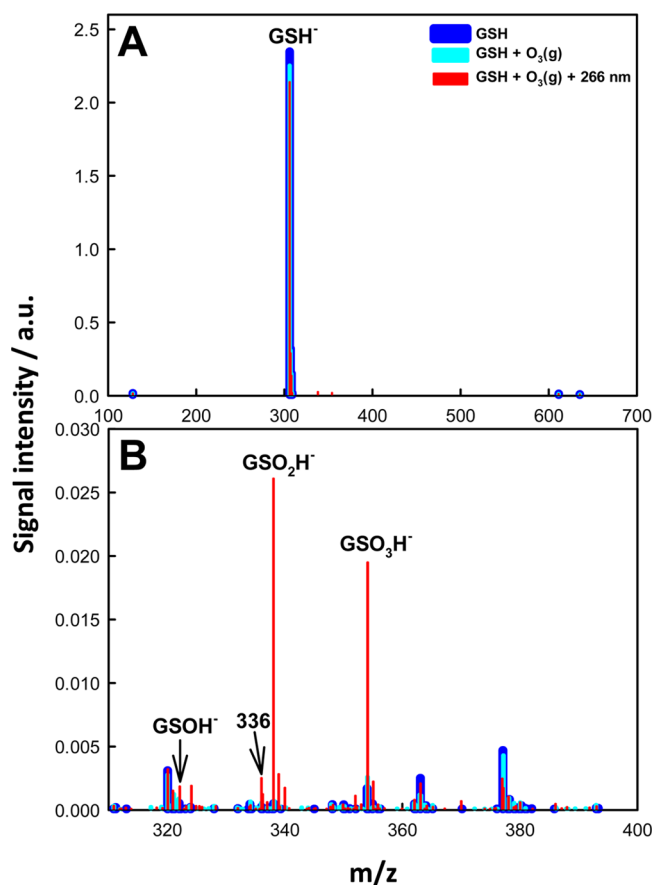 A
GSH⁻
GSH
GSH + O₃(g)
GSH + O₃(g) + 266 nm
2.5
2.0
1.5
1.0
0.5
0.0
100 200 300 400 500 600 700
Signal intensity / a.u.
B
0.030
0.025
0.020
0.015
0.010
0.005
0.000
GSO₂H⁻
GSO₃H⁻
GSOH⁻
336
320 340 360 380 400
m/z